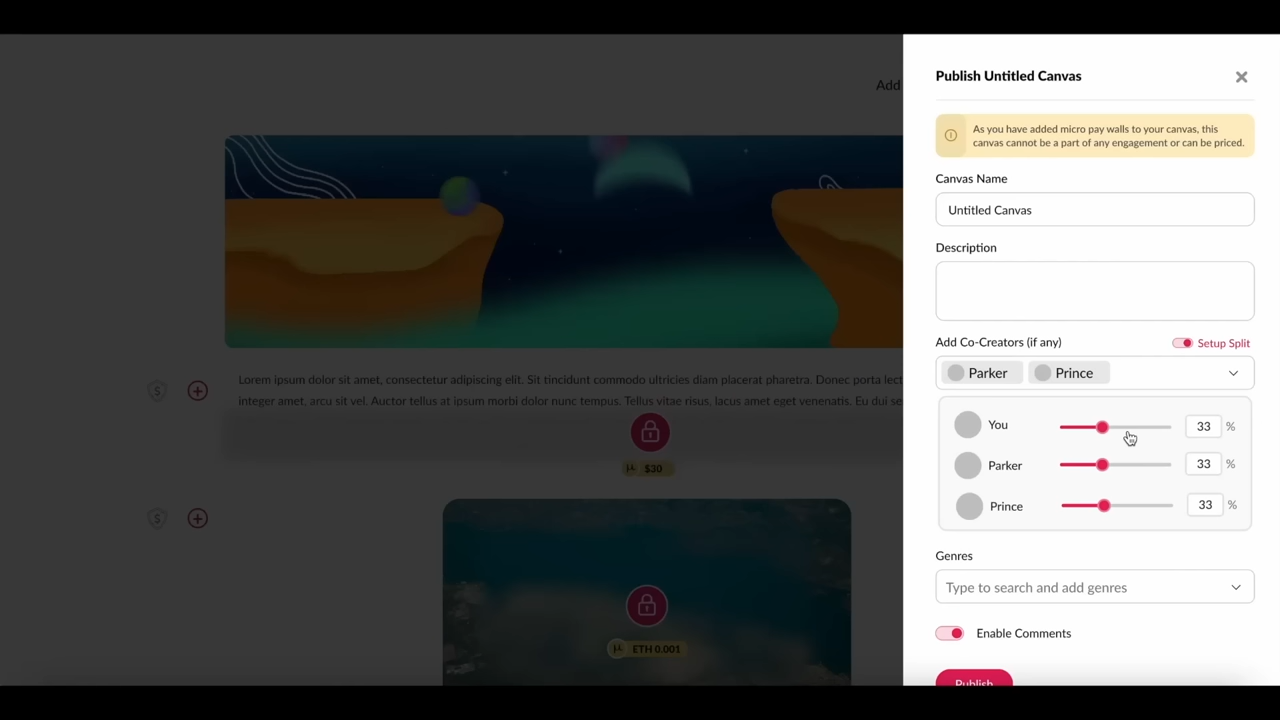 Add
Lorem ipsum dolor sit amet, consectetur adipiscing elit. Sit tincidunt commodo ultricies diam placerat pharetra. Donec porta lect
integer amet, arcu sit vel. Auctor tellus at ipsum morbi dolor nunc tempus. Tellus vitae risus, lacus amet eget venenatis. Eu dui se
$30
ETH 0.001
Publish Untitled Canvas
As you have added micro pay walls to your canvas, this
canvas cannot be a part of any engagement or can be priced.
Canvas Name
Untitled Canvas
Description
Add Co-Creators (if any)
Setup Split
Parker
Prince
You
33 %
Parker
33 %
Prince
33 %
Genres
Type to search and add genres
Enable Comments
Publish